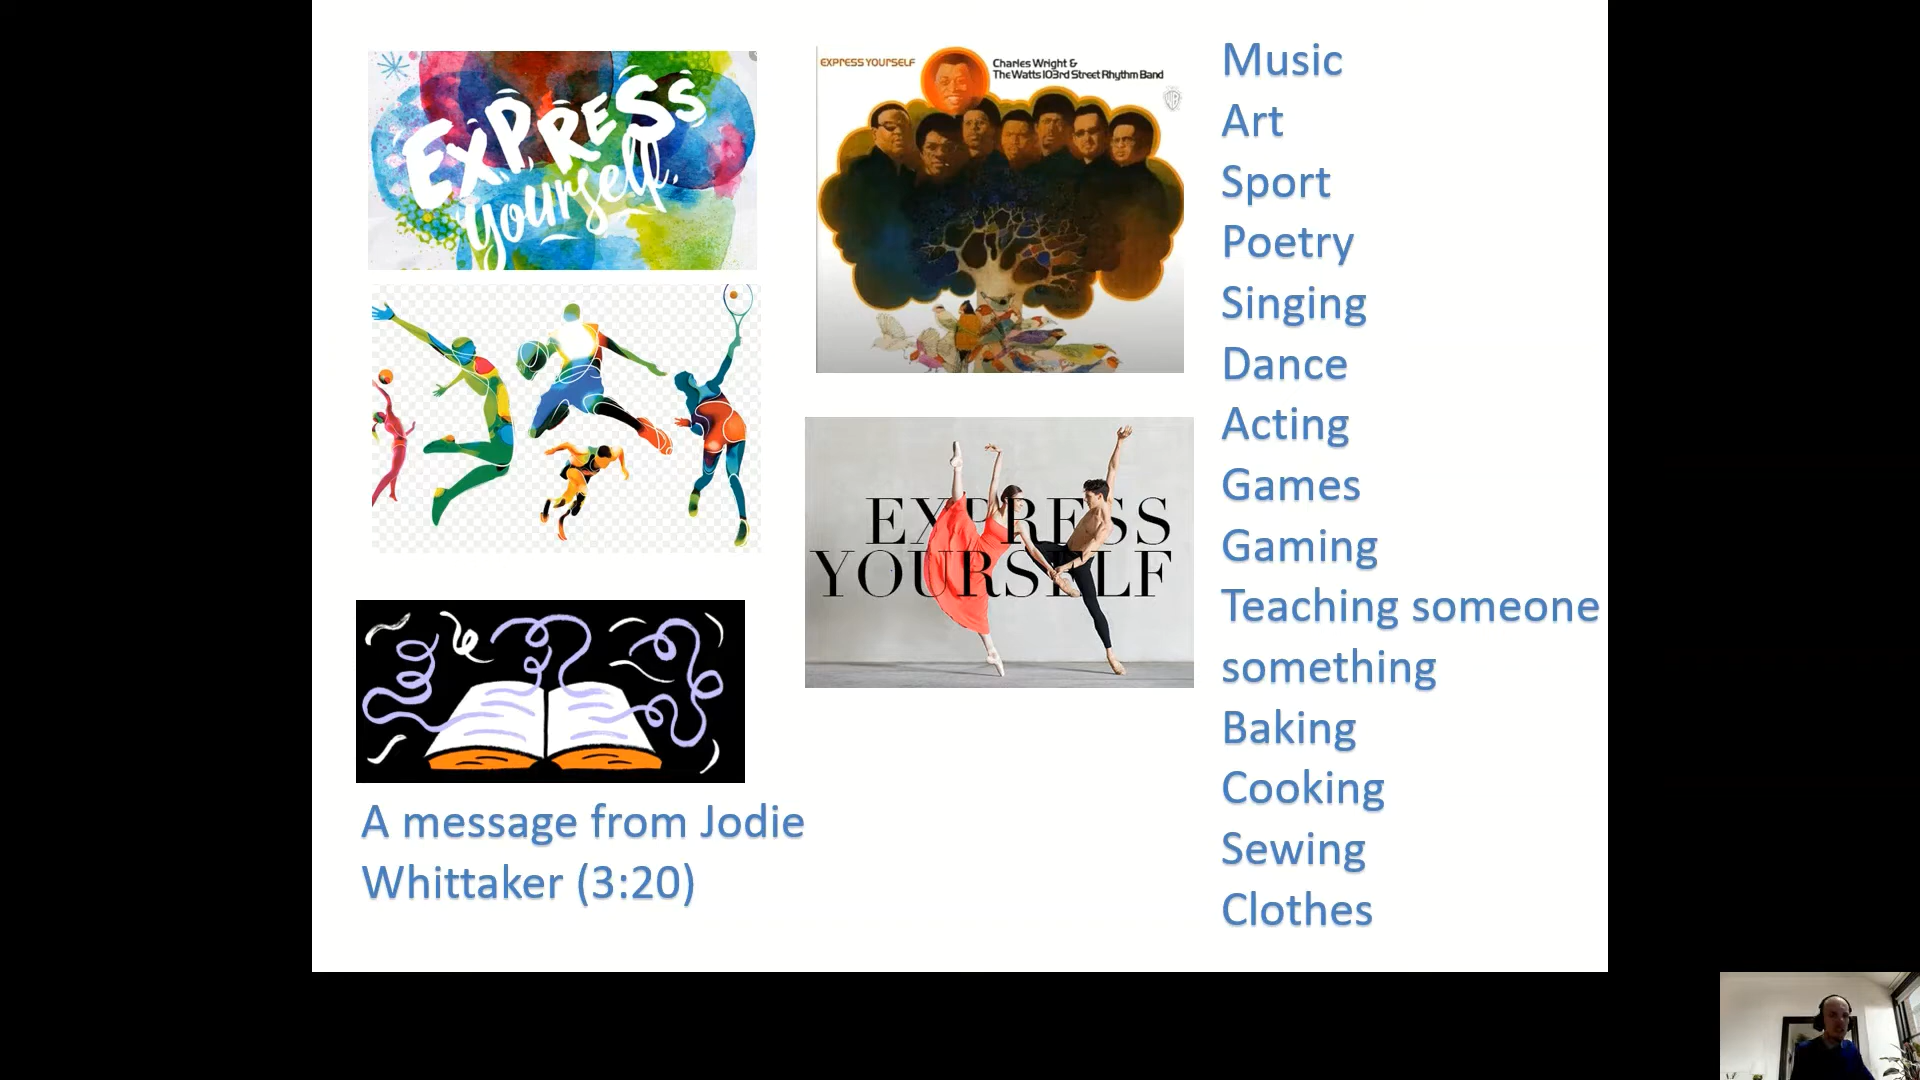 EXPRESS
yourself.
EXPRESS YOURSELF
Charles Wright &
The Watts 103rd Street Rhythm Band
EXPRESS
YOURSELF
A message from Jodie
Whittaker (3:20)
Music
Art
Sport
Poetry
Singing
Dance
Acting
Games
Gaming
Teaching someone
something
Baking
Cooking
Sewing
Clothes